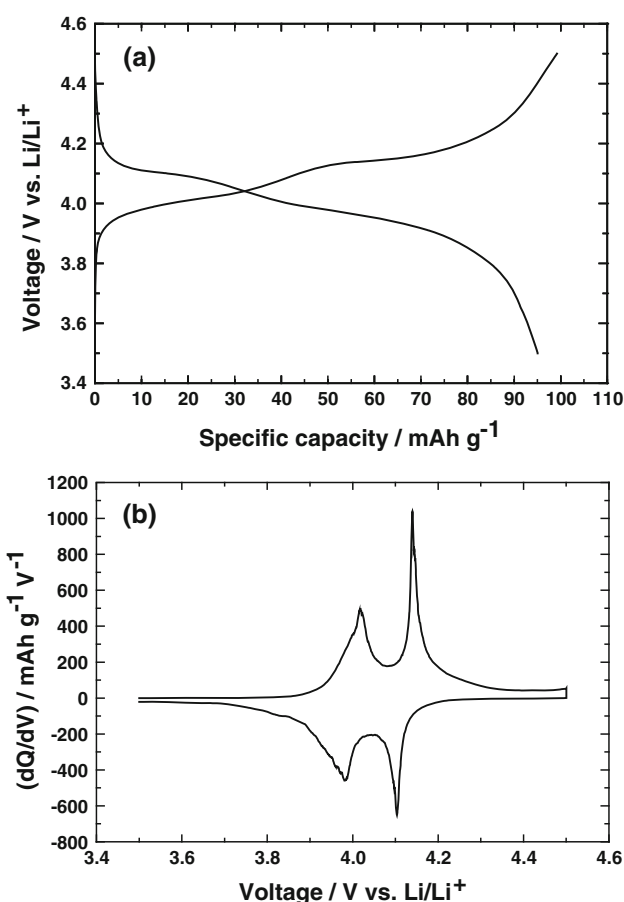 (a)
Voltage / V vs. Li/Li+
4.6
4.4
4.2
4.0
3.8
3.6
3.4
0 10 20 30 40 50 60 70 80 90 100 110
Specific capacity / mAh g-1
(b)
(dQ/dV) / mAh g-1 V-1
1200
1000
800
600
400
200
0
-200
-400
-600
-800
3.4 3.6 3.8 4.0 4.2 4.4 4.6
Voltage / V vs. Li/Li+